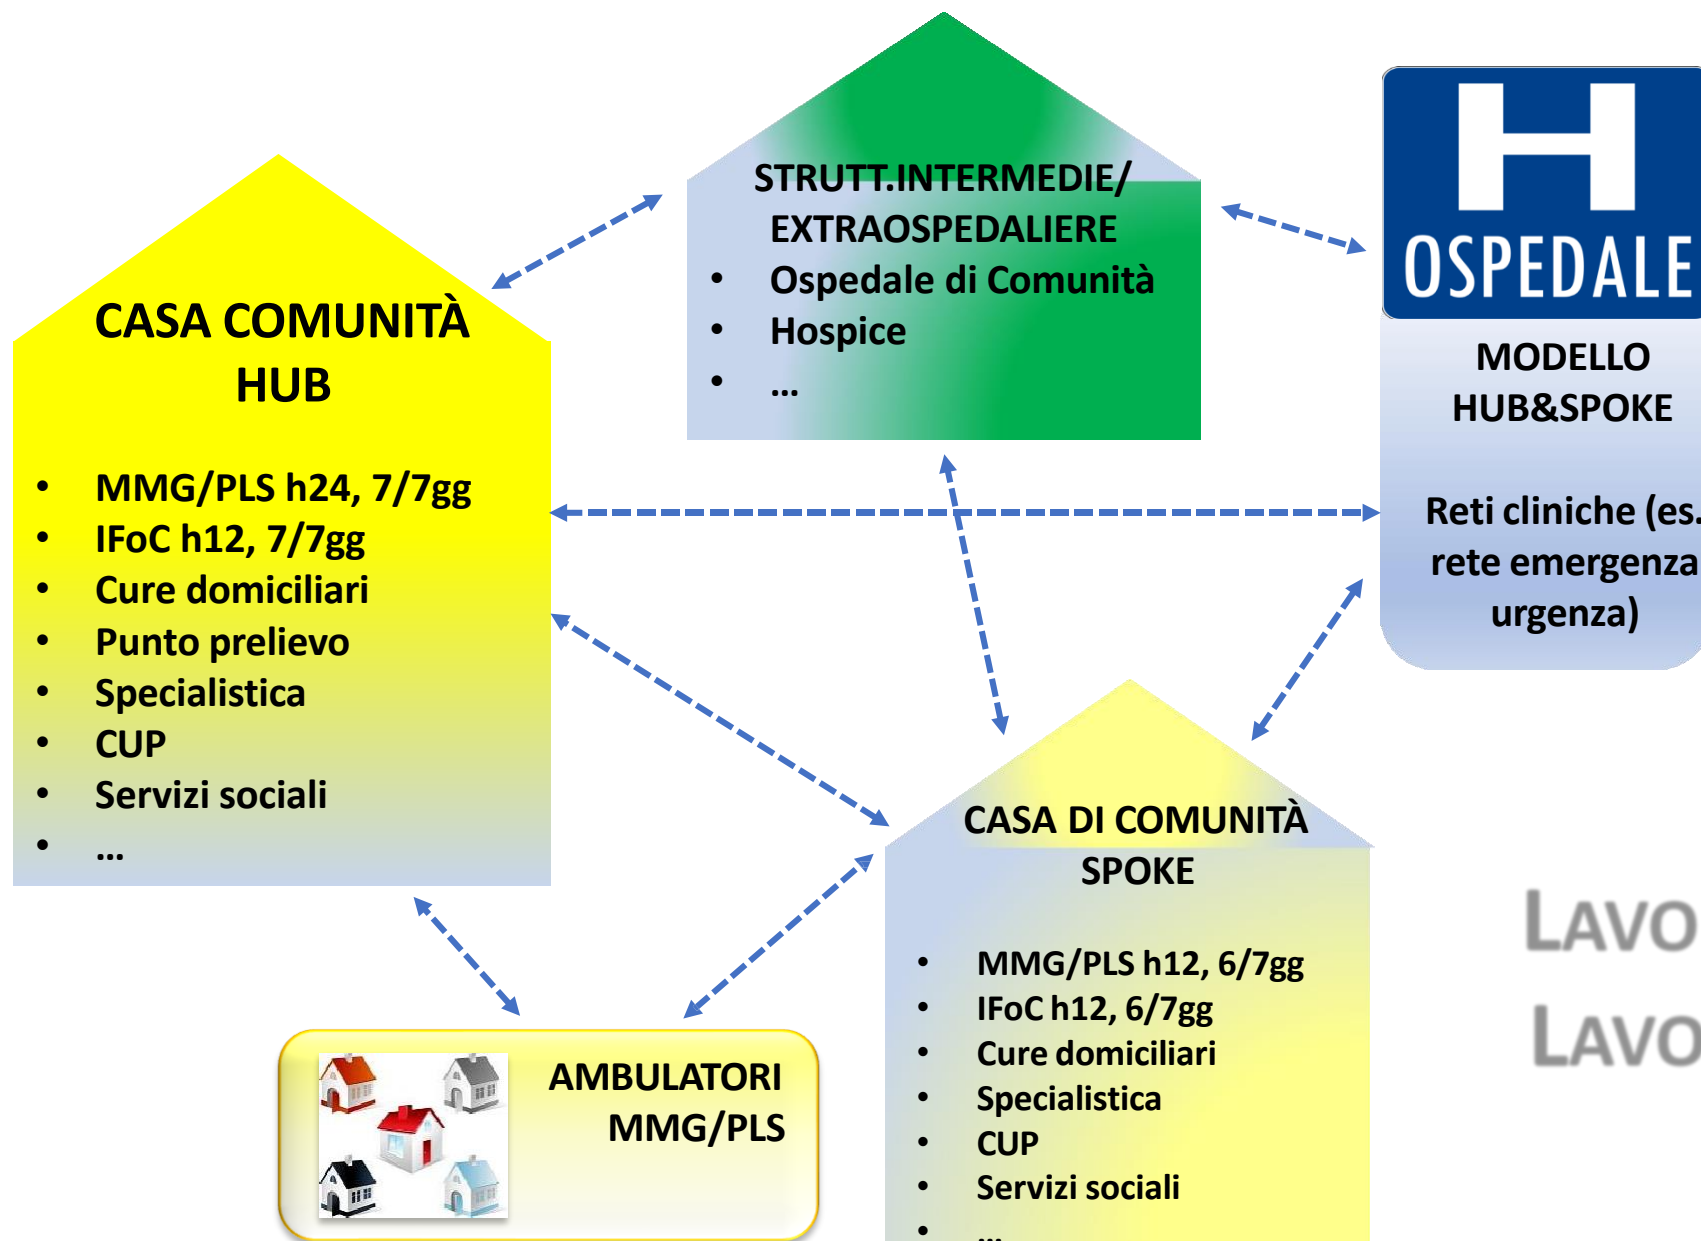 STRUTT.INTERMEDIE/
EXTRAOSPEDALIERE
• Ospedale di Comunità
• Hospice
• ...
H
OSPEDALE
MODELLO
HUB&SPOKE
Reti cliniche (es.
rete emergenza
urgenza)
CASA COMUNITÀ
HUB
• MMG/PLS h24, 7/7gg
• IFoC h12, 7/7gg
• Cure domiciliari
• Punto prelievo
• Specialistica
• CUP
• Servizi sociali
• ...
CASA DI COMUNITÀ
SPOKE
• MMG/PLS h12, 6/7gg
• IFoC h12, 6/7gg
• Cure domiciliari
• Specialistica
• CUP
• Servizi sociali
• ...
AMBULATORI
MMG/PLS
LAVO
LAVO